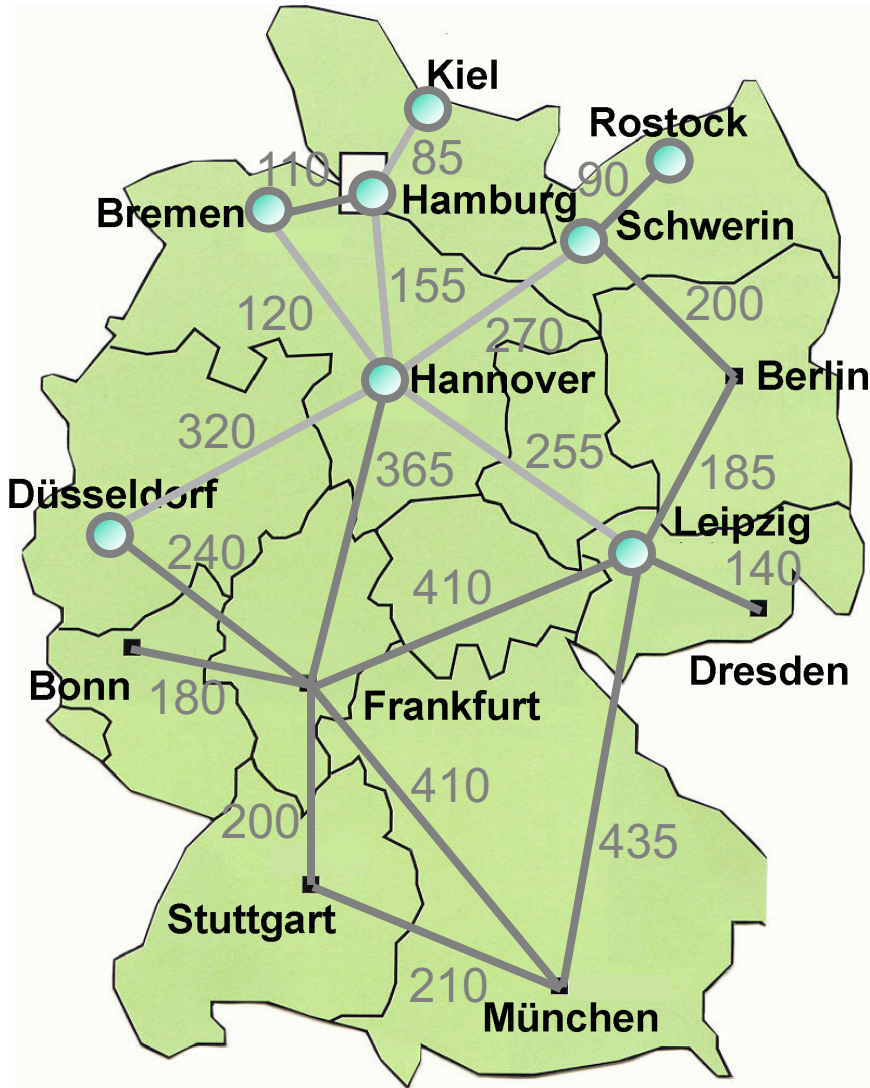 Kiel
Rostock
110
85
90
Bremen
Hamburg
Schwerin
155
200
120
270
Hannover
Berlin
320
365
255
185
Düsseldorf
Leipzig
240
410
140
Bonn
180
Frankfurt
Dresden
410
200
435
Stuttgart
210
München